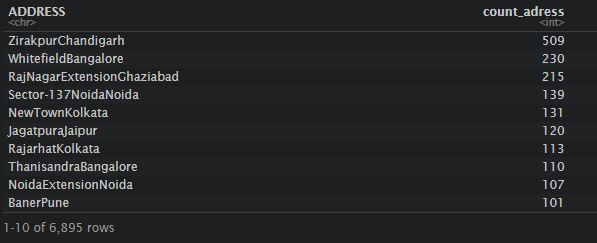 ADDRESS count_adress
<chr> <int>
ZirakpurChandigarh 509
WhitefieldBangalore 230
RajNagarExtensionGhaziabad 215
Sector-137NoidaNoida 139
NewTownKolkata 131
JagatpuraJaipur 120
RajarhatKolkata 113
ThanisandraBangalore 110
NoidaExtensionNoida 107
BanerPune 101
1-10 of 6,895 rows